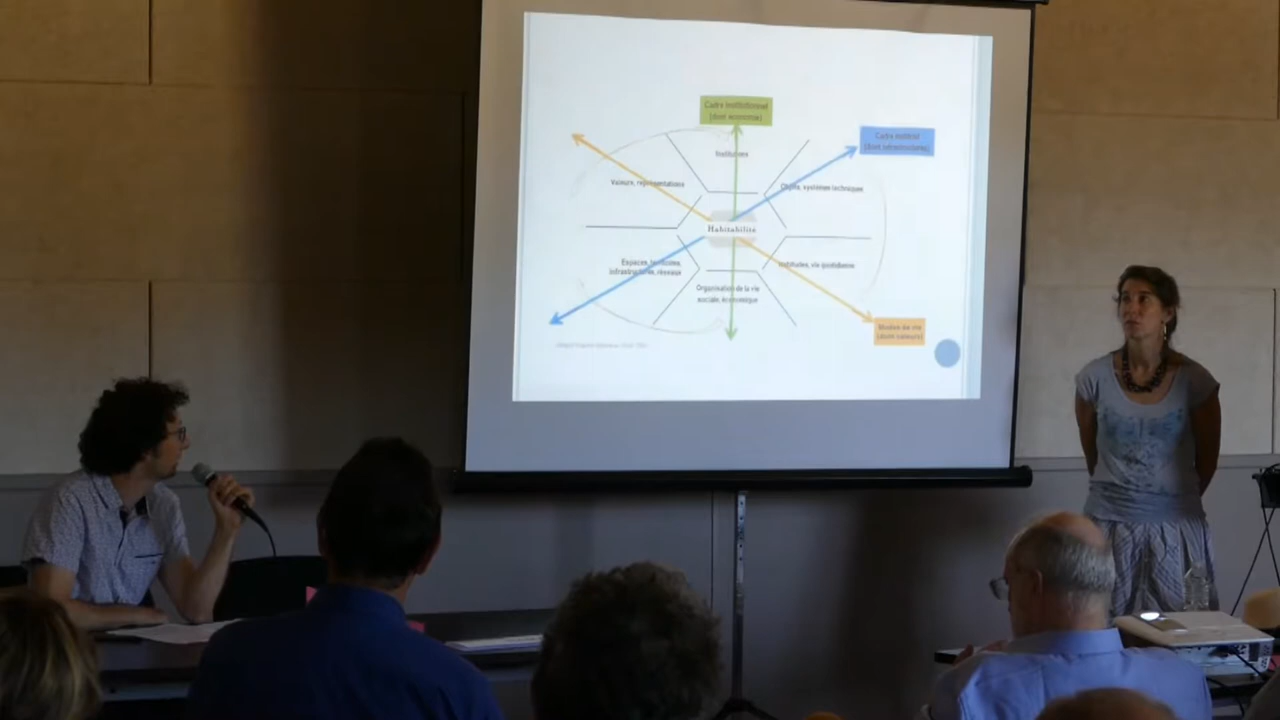 Cadre institutionnel
(dont économie)
Cadre matériel
(dont infrastructures)
Institutions
Valeurs, représentations
Objets, systèmes techniques
Habitabilité
Espaces, territoires,
infrastructures, réseaux
Habitudes, vie quotidienne
Organisation de la vie
sociale, économique
Modes de vie
(dont valeurs)